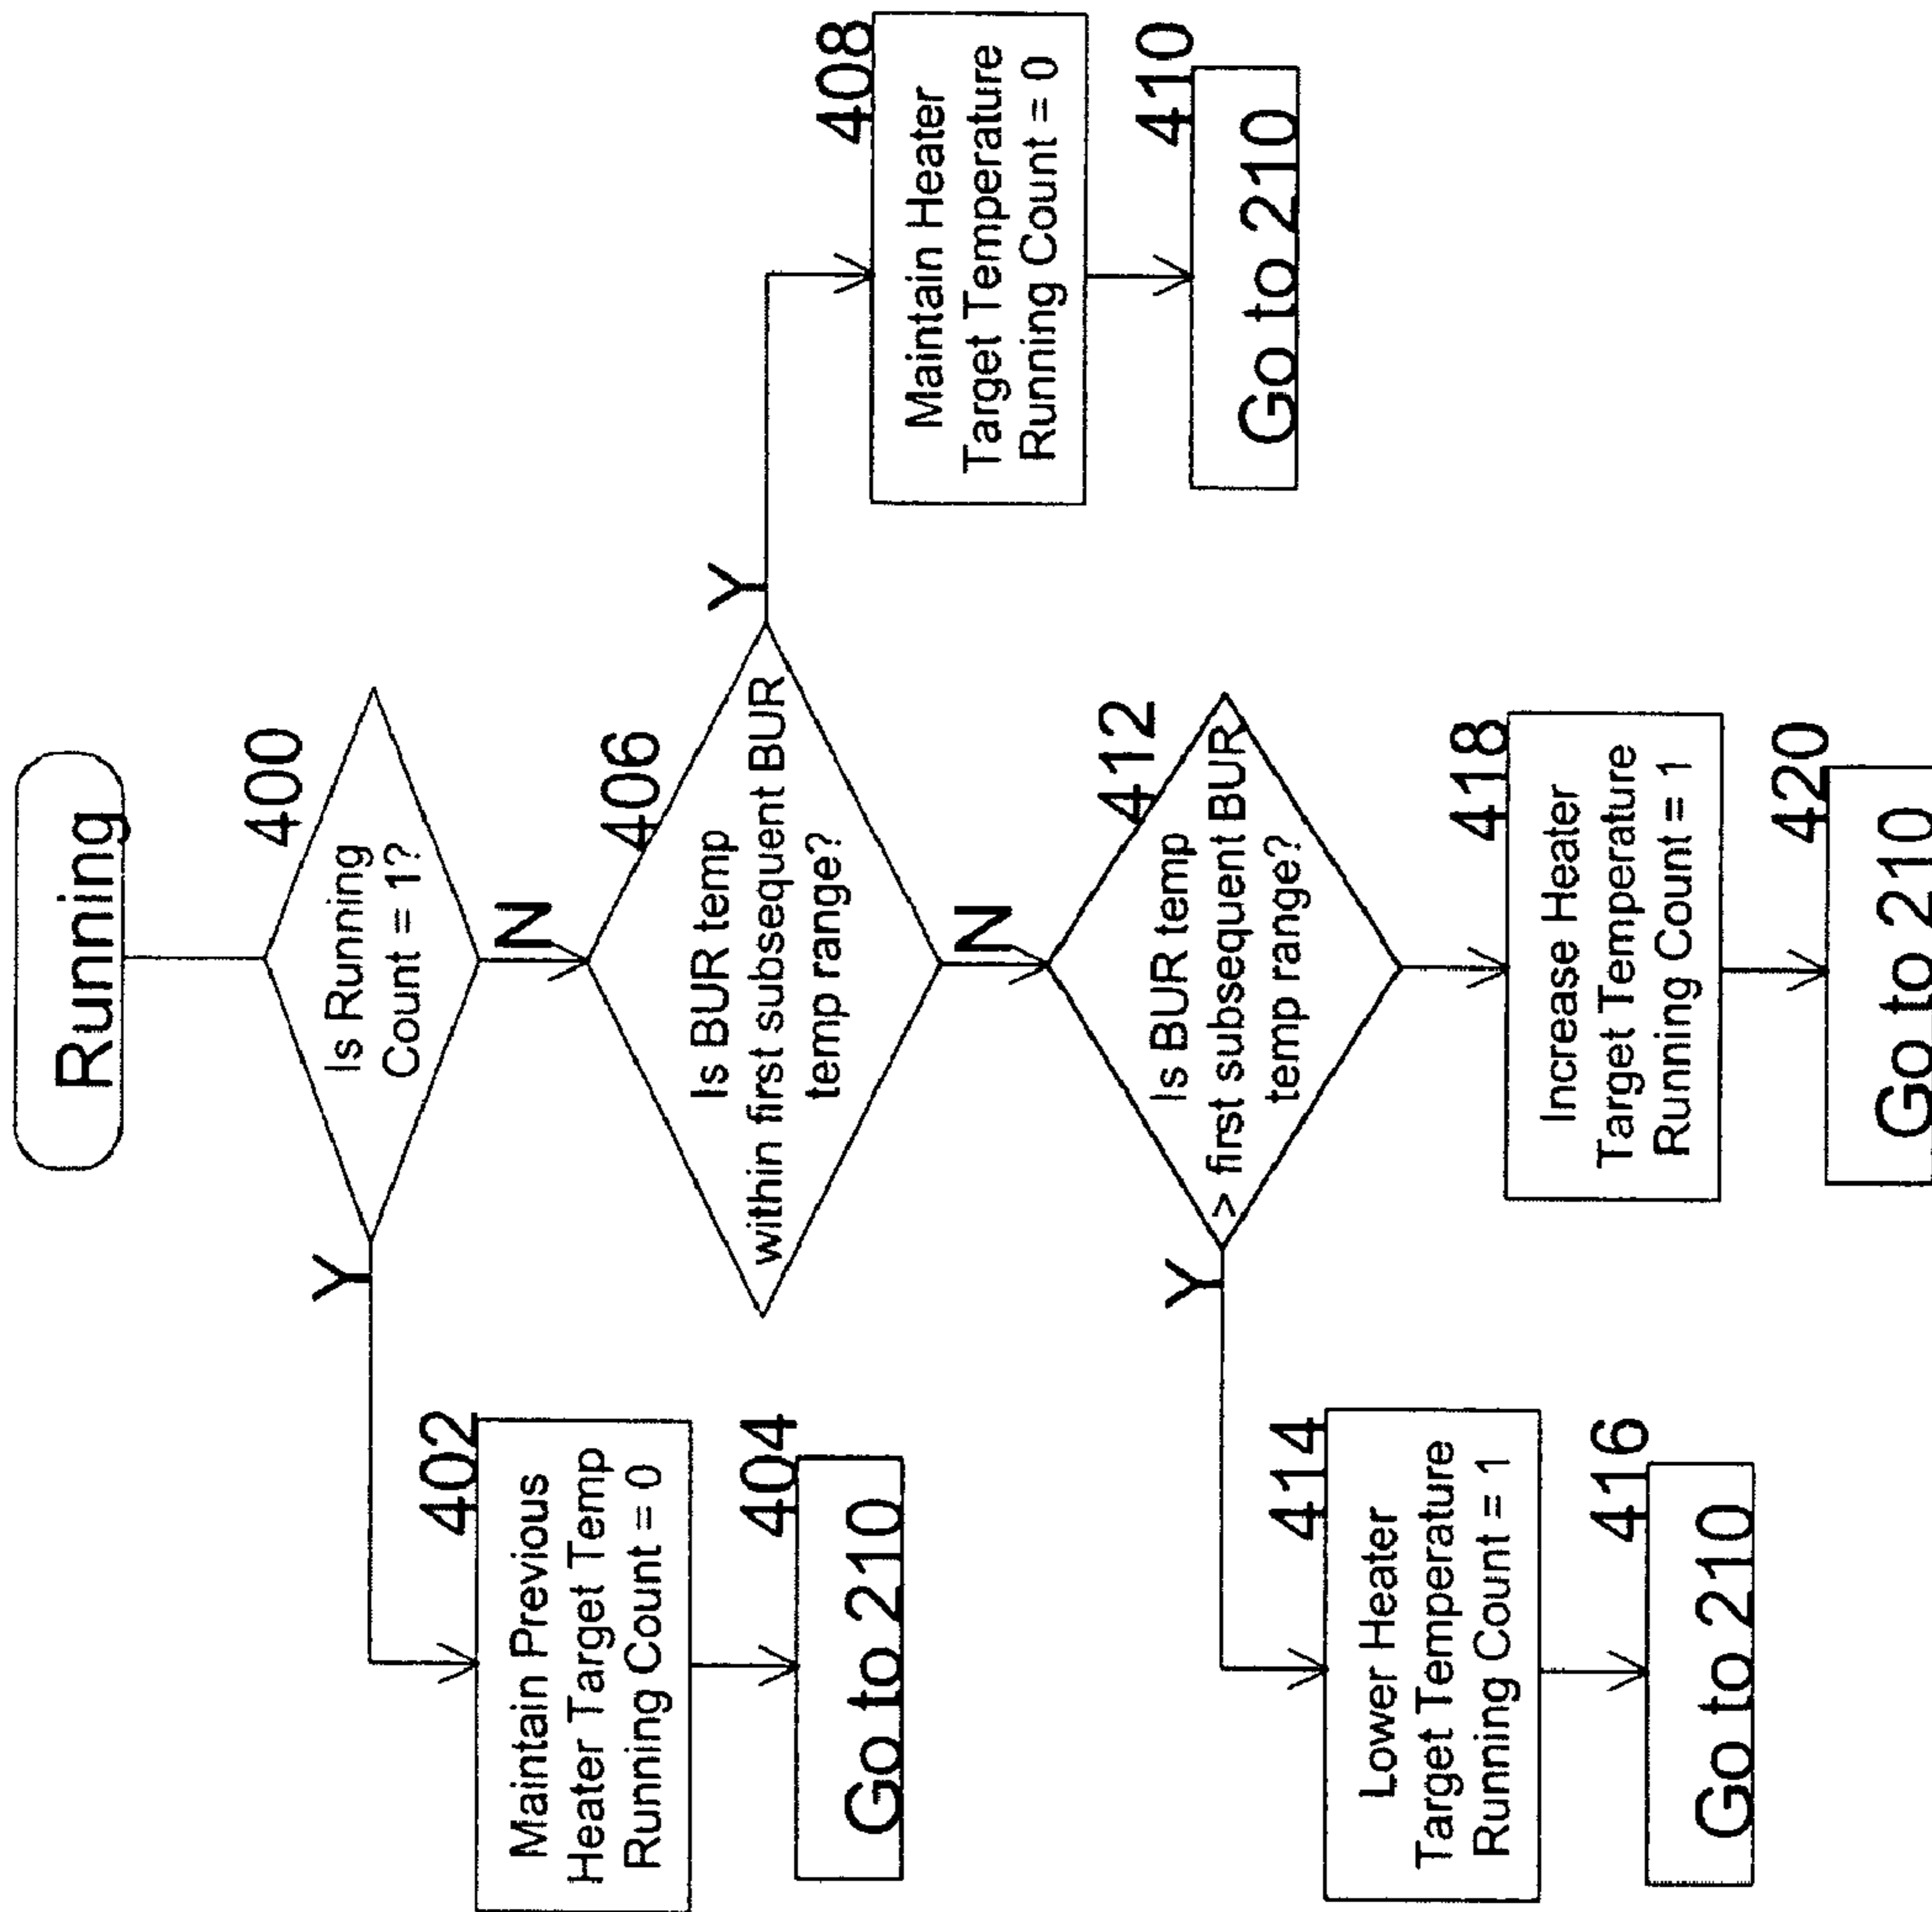 Running
400
Is Running
Count = 1?
Y
N
402
Maintain Previous
Heater Target Temp
Running Count = 0
404
Go to 210
406
Is BUR temp
within first subsequent BUR
temp range?
Y
N
408
Maintain Heater
Target Temperature
Running Count = 0
410
Go to 210
412
Is BUR temp
> first subsequent BUR
temp range?
Y
414
Lower Heater
Target Temperature
Running Count = 1
416
Go to 210
418
Increase Heater
Target Temperature
Running Count = 1
420
Go to 210